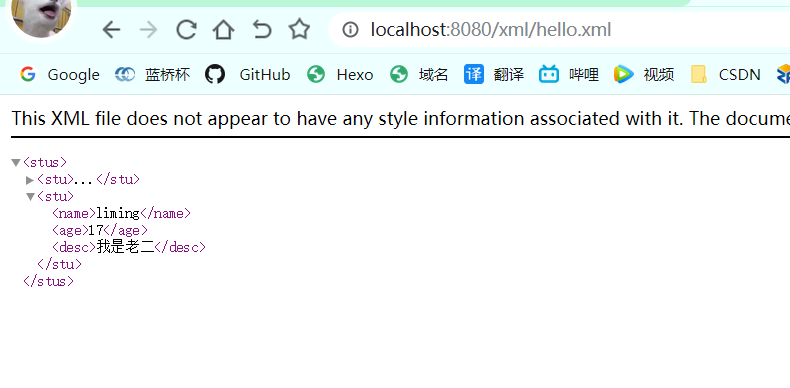 localhost:8080/xml/hello.xml
Google 蓝桥杯 GitHub Hexo 域名 译 翻译 哔哩 视频 CSDN
This XML file does not appear to have any style information associated with it. The docume
<stus>
<stu>...</stu>
<stu>
<name>liming</name>
<age>17</age>
<desc>我是老二</desc>
</stu>
</stus>